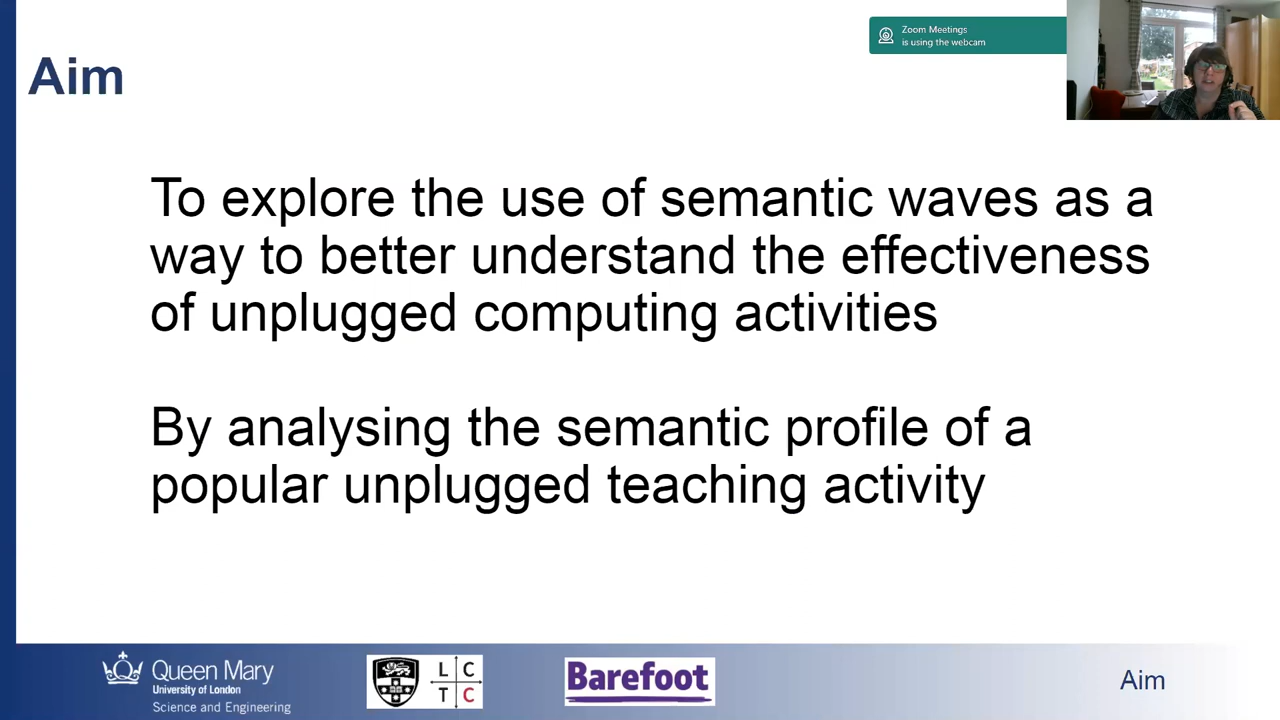 Zoom Meetings
is using the webcam
Aim
To explore the use of semantic waves as a
way to better understand the effectiveness
of unplugged computing activities
By analysing the semantic profile of a
popular unplugged teaching activity
Queen Mary
University of London
Science and Engineering
L C
T C
Barefoot
Aim